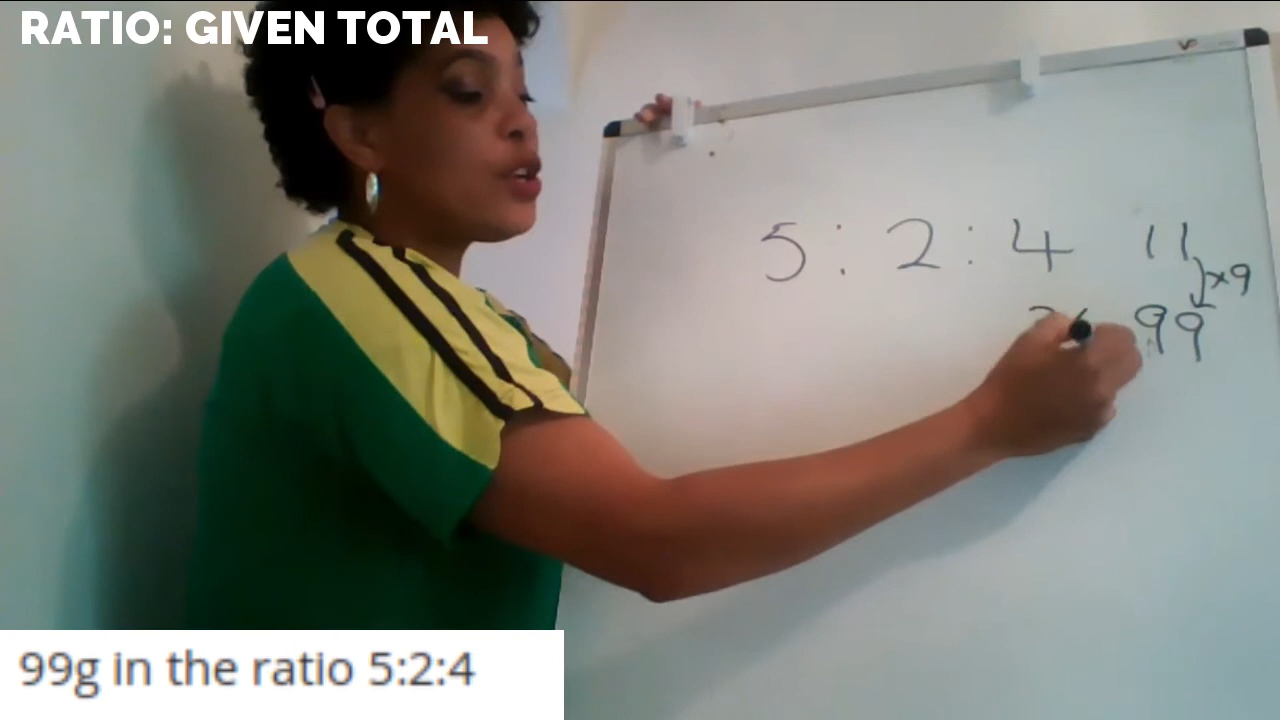 RATIO: GIVEN TOTAL
5 : 2 : 4 11
×9
99
99g in the ratio 5:2:4